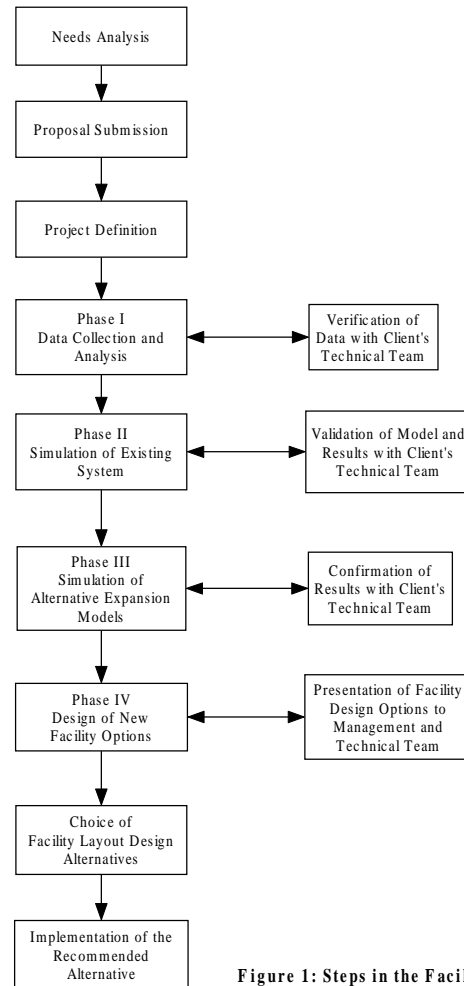 Needs Analysis
Proposal Submission
Project Definition
Phase I
Data Collection and
Analysis
Verification of
Data with Client's
Technical Team
Phase II
Simulation of Existing
System
Validation of Model and
Results with Client's
Technical Team
Phase III
Simulation of
Alternative Expansion
Models
Confirmation of
Results with Client's
Technical Team
Phase IV
Design of New
Facility Options
Presentation of Facility
Design Options to
Management and
Technical Team
Choice of
Facility Layout Design
Alternatives
Implementation of the
Recommended
Alternative
Figure 1: Steps in the